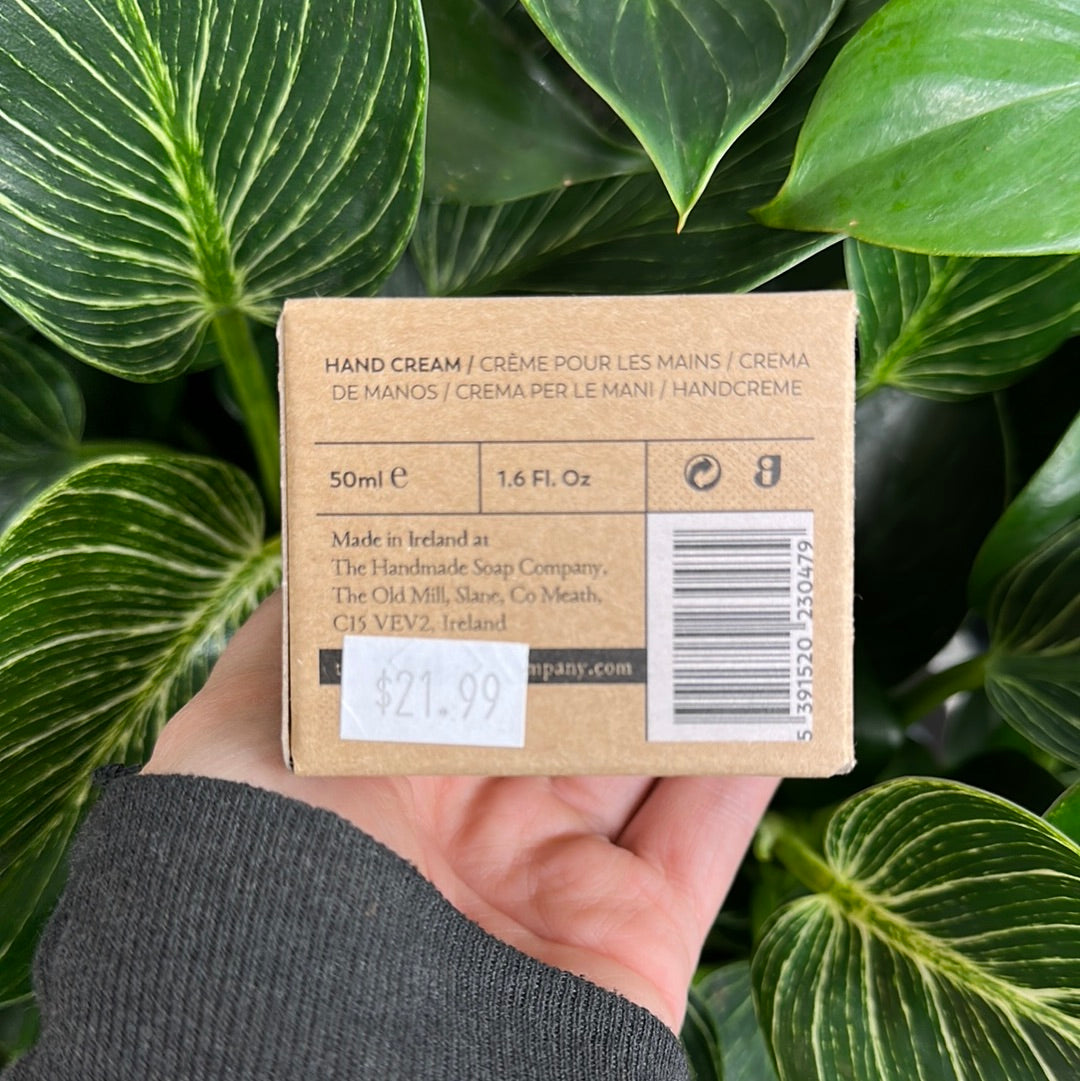 HAND CREAM / CRÈME POUR LES MAINS / CREMA
DE MANOS / CREMA PER LE MANI / HANDCREME
50ml ℮
1.6 Fl. Oz
Made in Ireland at
The Handmade Soap Company,
The Old Mill, Slane, Co Meath,
C15 VEV2, Ireland
mpany.com
$21.99
5 391520 230479